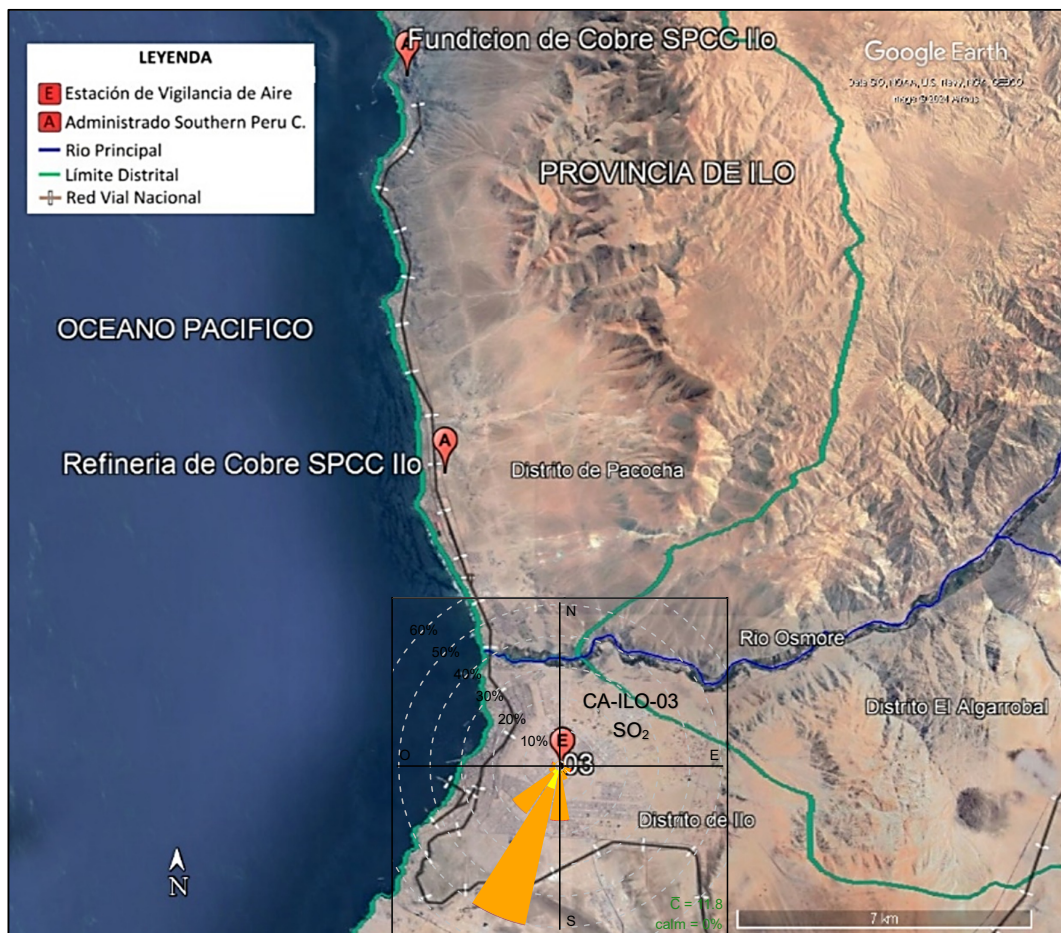 Fundicion de Cobre SPCC Ilo
A
LEYENDA
E Estación de Vigilancia de Aire
A Administrado Southern Peru C.
Rio Principal
Límite Distrital
Red Vial Nacional
Google Earth
PROVINCIA DE ILO
OCEANO PACIFICO
A
Refineria de Cobre SPCC Ilo
Distrito de Pacocha
N
60%
50%
40%
30%
20%
10%
Rio Osmore
CA-ILO-03
SO₂
Distrito El Algarrobal
E
O
E
03
Distrito de Ilo
N
S
calm = 0%
7 km